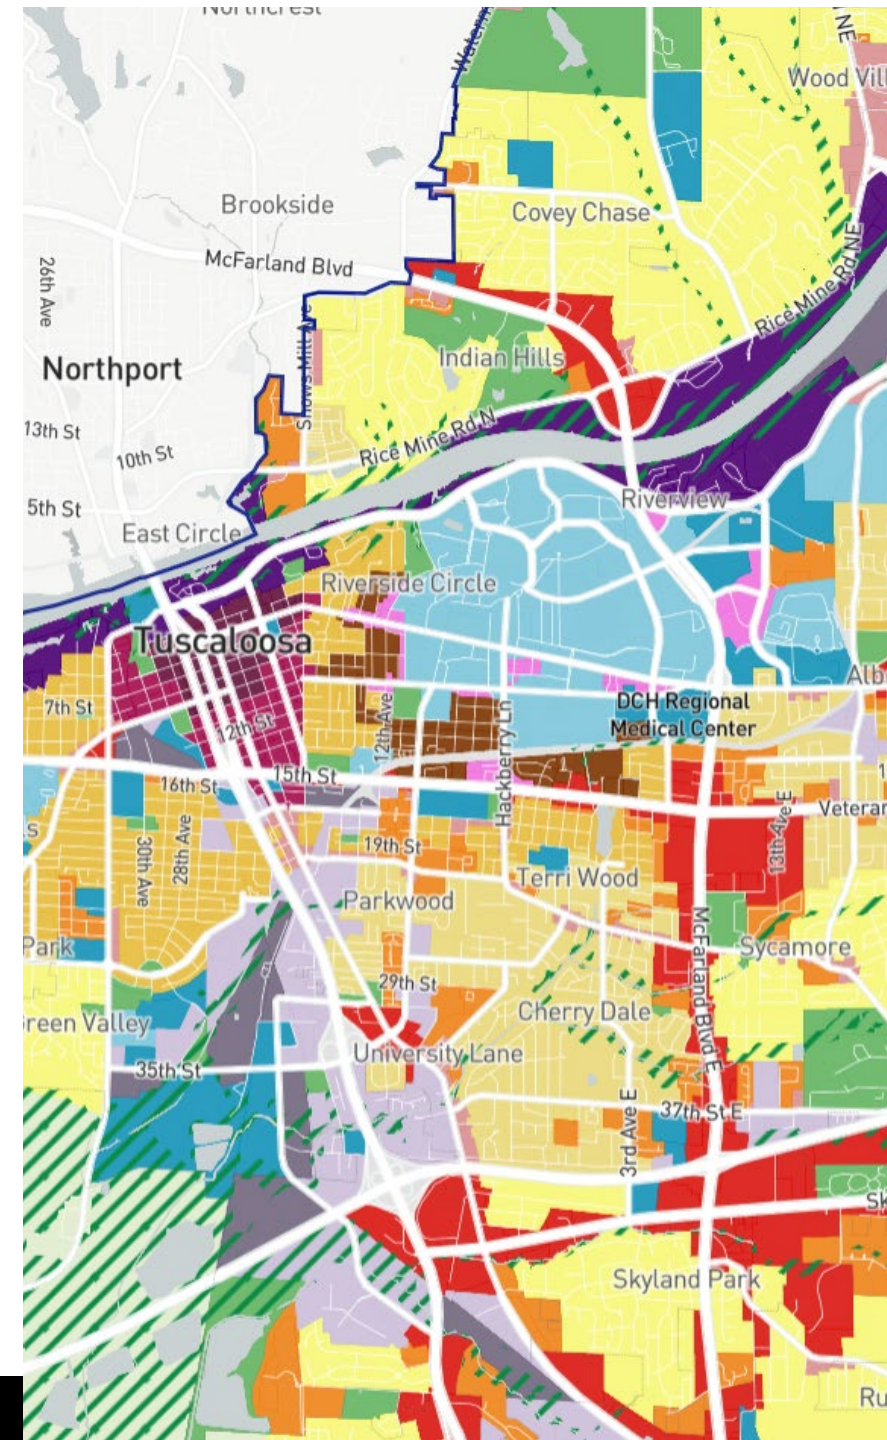 Northcrest
Wood Vill
Brookside
Covey Chase
McFarland Blvd
26th Ave
Rice Mine Rd NE
Northport
Indian Hills
13th St
10th St
Rice Mine Rd N
5th St
East Circle
Riverview
Riverside Circle
Tuscaloosa
Alb
7th St
12th St
12th Ave
Hackberry Ln
DCH Regional
Medical Center
16th St
15th St
Veterar
13th Ave E
30th Ave
28th Ave
19th St
Terri Wood
Parkwood
Park
McFarland Blvd E
Sycamore
29th St
Cherry Dale
reen Valley
University Lane
35th St
3rd Ave E
37th St E
Sk
Skyland Park
Ru